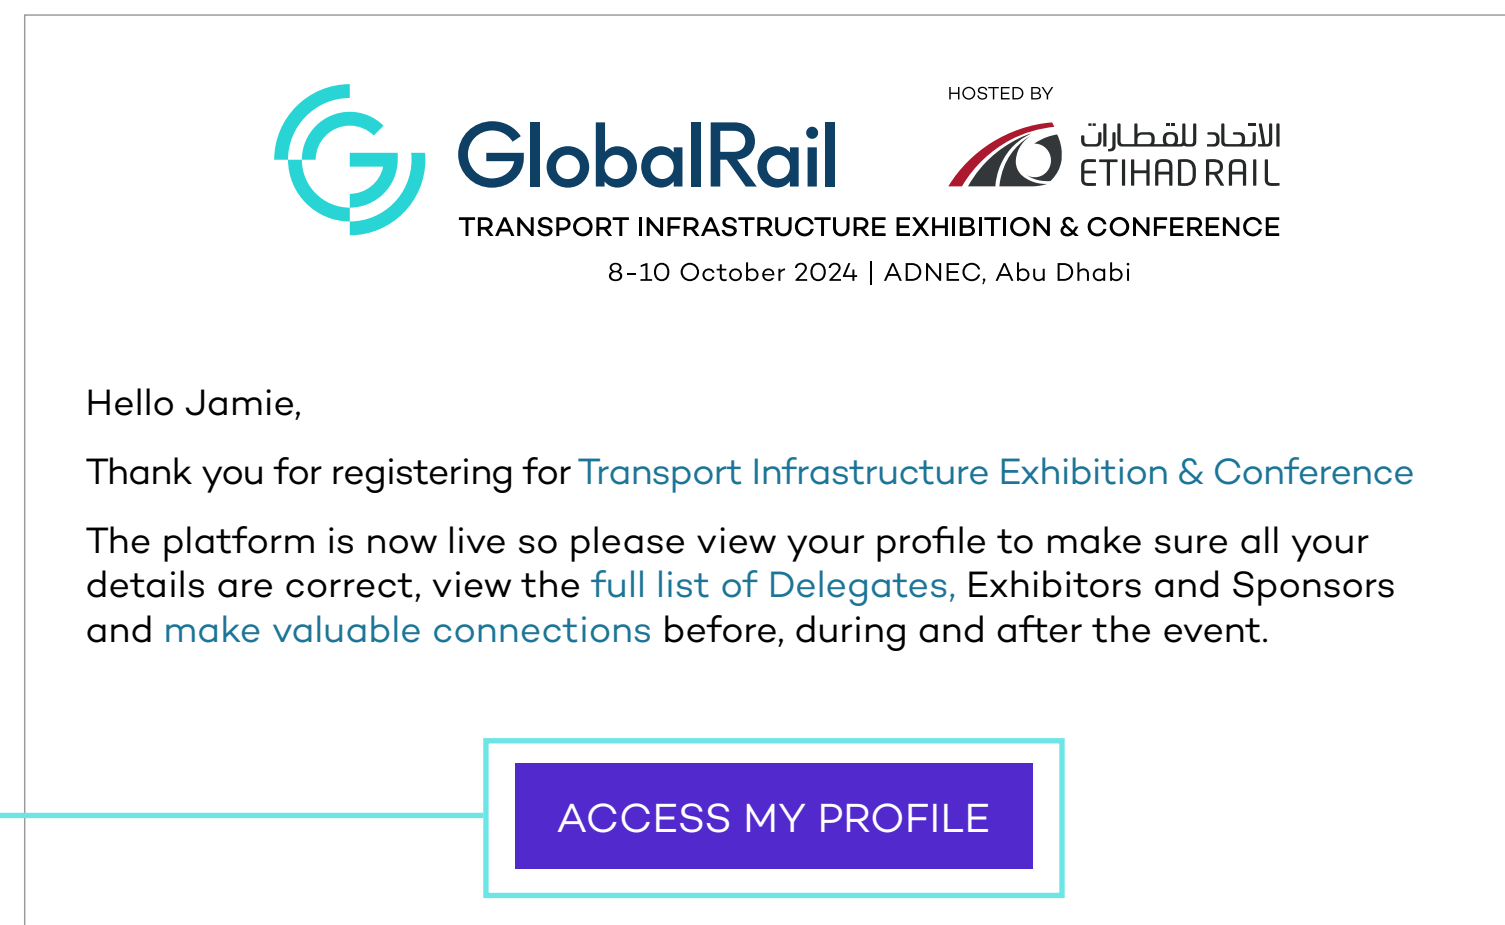 HOSTED BY
GlobalRail
الاتحاد للقطارات
ETIHAD RAIL
TRANSPORT INFRASTRUCTURE EXHIBITION & CONFERENCE
8-10 October 2024 | ADNEC, Abu Dhabi
Hello Jamie,
Thank you for registering for Transport Infrastructure Exhibition & Conference
The platform is now live so please view your profile to make sure all your
details are correct, view the full list of Delegates, Exhibitors and Sponsors
and make valuable connections before, during and after the event.
ACCESS MY PROFILE